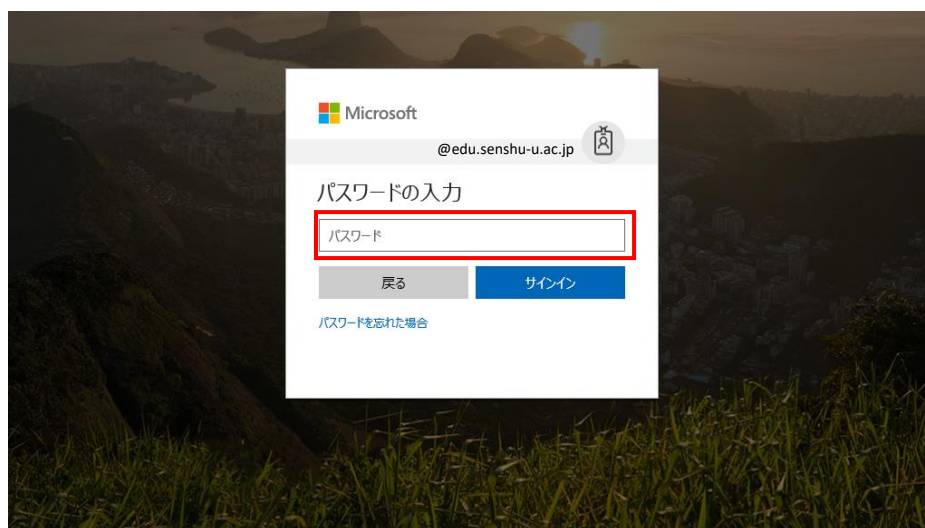 Microsoft
@edu.senshu-u.ac.jp
パスワードの入力
パスワード
戻る
サインイン
パスワードを忘れた場合